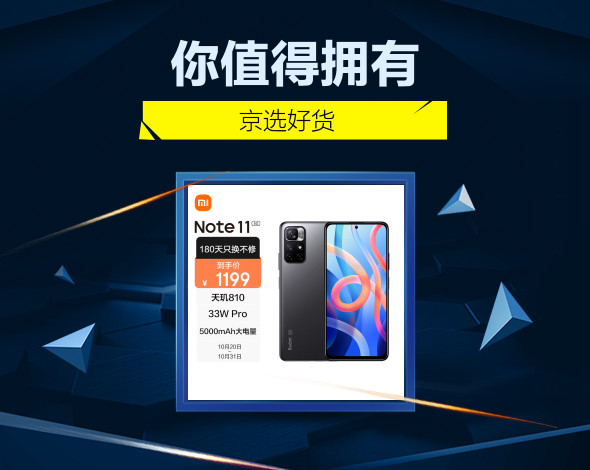 你值得拥有
京选好货
mi
Note 11 5G
180天只换不修
到手价
¥ 1199
天玑810
33W Pro
5000mAh大电量
10月20日
-
10月31日
Redmi